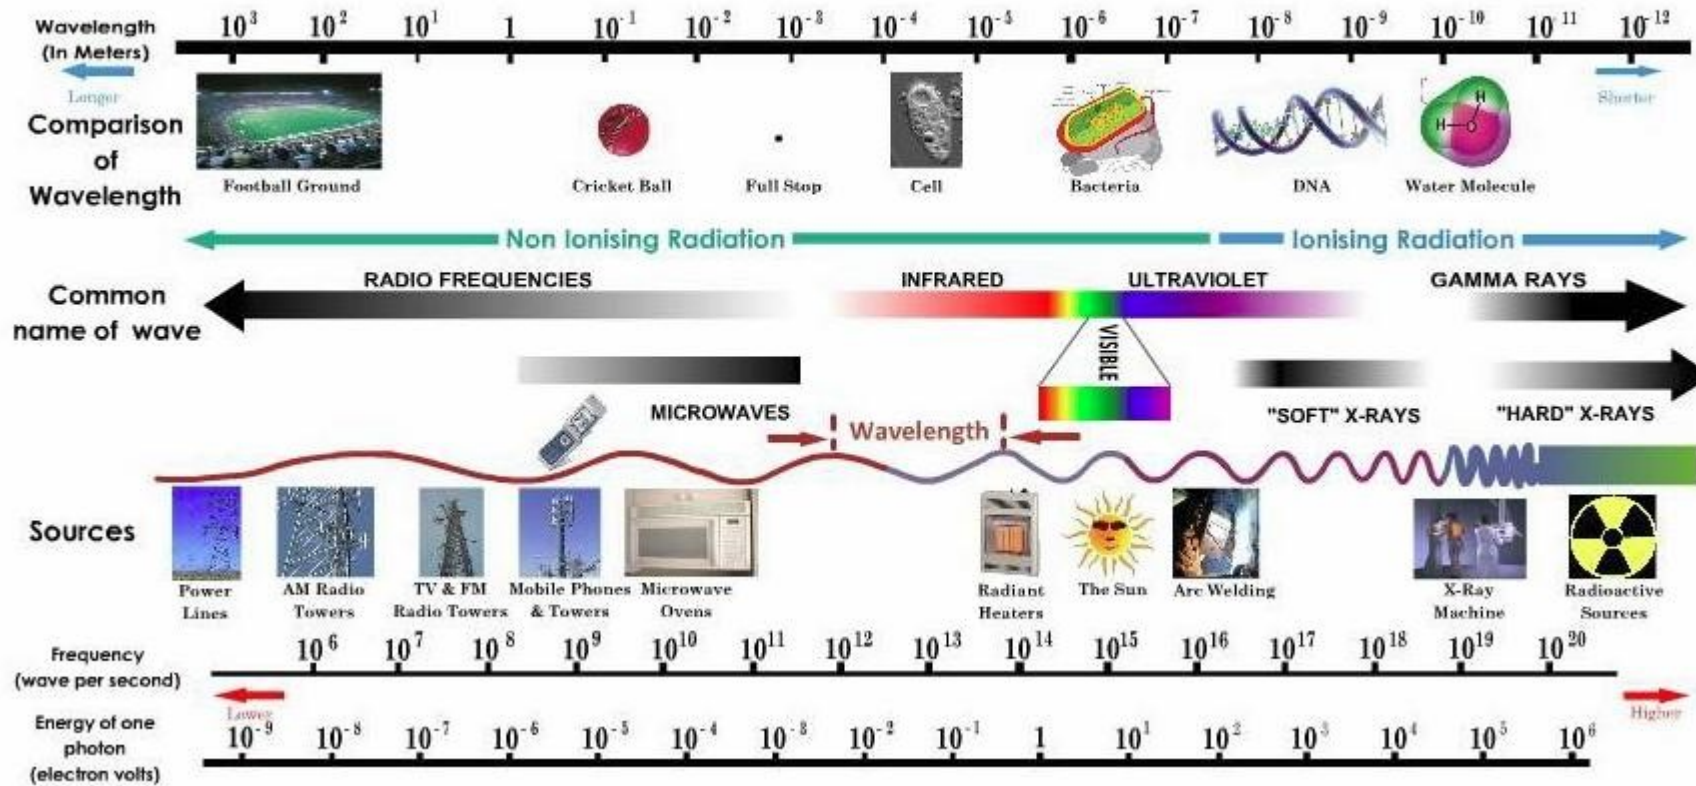 Wavelength
(In Meters)
10³ 10² 10¹ 1 10⁻¹ 10⁻² 10⁻³ 10⁻⁴ 10⁻⁵ 10⁻⁶ 10⁻⁷ 10⁻⁸ 10⁻⁹ 10⁻¹⁰ 10⁻¹¹ 10⁻¹²
Longer
Shorter
Comparison
of
Wavelength
H
H O
Football Ground Cricket Ball Full Stop Cell Bacteria DNA Water Molecule
Non Ionising Radiation Ionising Radiation
Common
name of wave
RADIO FREQUENCIES INFRARED ULTRAVIOLET GAMMA RAYS
VISIBLE
MICROWAVES "SOFT" X-RAYS "HARD" X-RAYS
Wavelength
Sources
Power
Lines
AM Radio
Towers
TV & FM
Radio Towers
Mobile Phones
& Towers
Microwave
Ovens
Radiant
Heaters
The Sun
Arc Welding
X-Ray
Machine
Radioactive
Sources
Frequency
(wave per second)
10⁶ 10⁷ 10⁸ 10⁹ 10¹⁰ 10¹¹ 10¹² 10¹³ 10¹⁴ 10¹⁵ 10¹⁶ 10¹⁷ 10¹⁸ 10¹⁹ 10²⁰
Lower
Higher
Energy of one
photon
(electron volts)
10⁻⁹ 10⁻⁸ 10⁻⁷ 10⁻⁶ 10⁻⁵ 10⁻⁴ 10⁻³ 10⁻² 10⁻¹ 1 10¹ 10² 10³ 10⁴ 10⁵ 10⁶